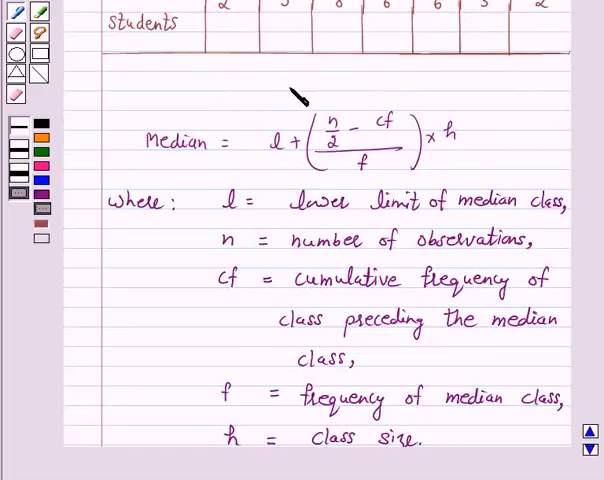 students 2 3 8 6 6 3 2
Median = l + ( (n/2 - cf) / f ) × h
where : l = lower limit of median class,
n = number of observations,
cf = cumulative frequency of
class preceding the median
class,
f = frequency of median class,
h = class size.